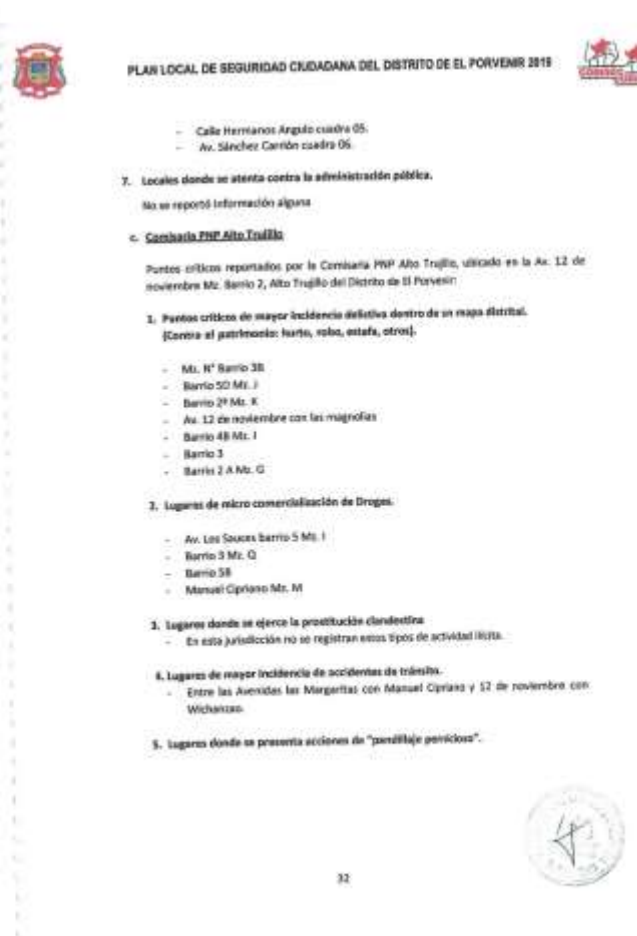 PLAN LOCAL DE SEGURIDAD CIUDADANA DEL DISTRITO DE EL PORVENIR 2019
- Calle Hermanos Angulo cuadra 05.
- Av. Sánchez Carrión cuadra 06.
7. Locales donde se atenta contra la administración pública.
No se reportó información alguna
c. Comisaria PNP Alto Trujillo
Puntos críticos reportados por la Comisaria PNP Alto Trujillo, ubicado en la Av. 12 de
noviembre Mz. Barrio 2, Alto Trujillo del Distrito de El Porvenir:
1. Puntos críticos de mayor incidencia delictiva dentro de un mapa distrital.
(Contra el patrimonio: hurto, robo, estafa, otros).
- Mz. N° Barrio 3B
- Barrio 5D Mz. J
- Barrio 2ª Mz. K
- Av. 12 de noviembre con las magnolias
- Barrio 4B Mz. I
- Barrio 3
- Barrio 2 A Mz. G
2. Lugares de micro comercialización de Drogas.
- Av. Los Sauces barrio 5 Mz. I
- Barrio 3 Mz. Q
- Barrio 5B
- Manuel Cipriano Mz. M
3. Lugares donde se ejerce la prostitución clandestina
- En esta jurisdicción no se registran estos tipos de actividad ilícita.
4. Lugares de mayor incidencia de accidentes de tránsito.
- Entre las Avenidas las Margaritas con Manuel Cipriano y 12 de noviembre con
Wichanzao.
5. Lugares donde se presenta acciones de "pandillaje pernicioso".
32